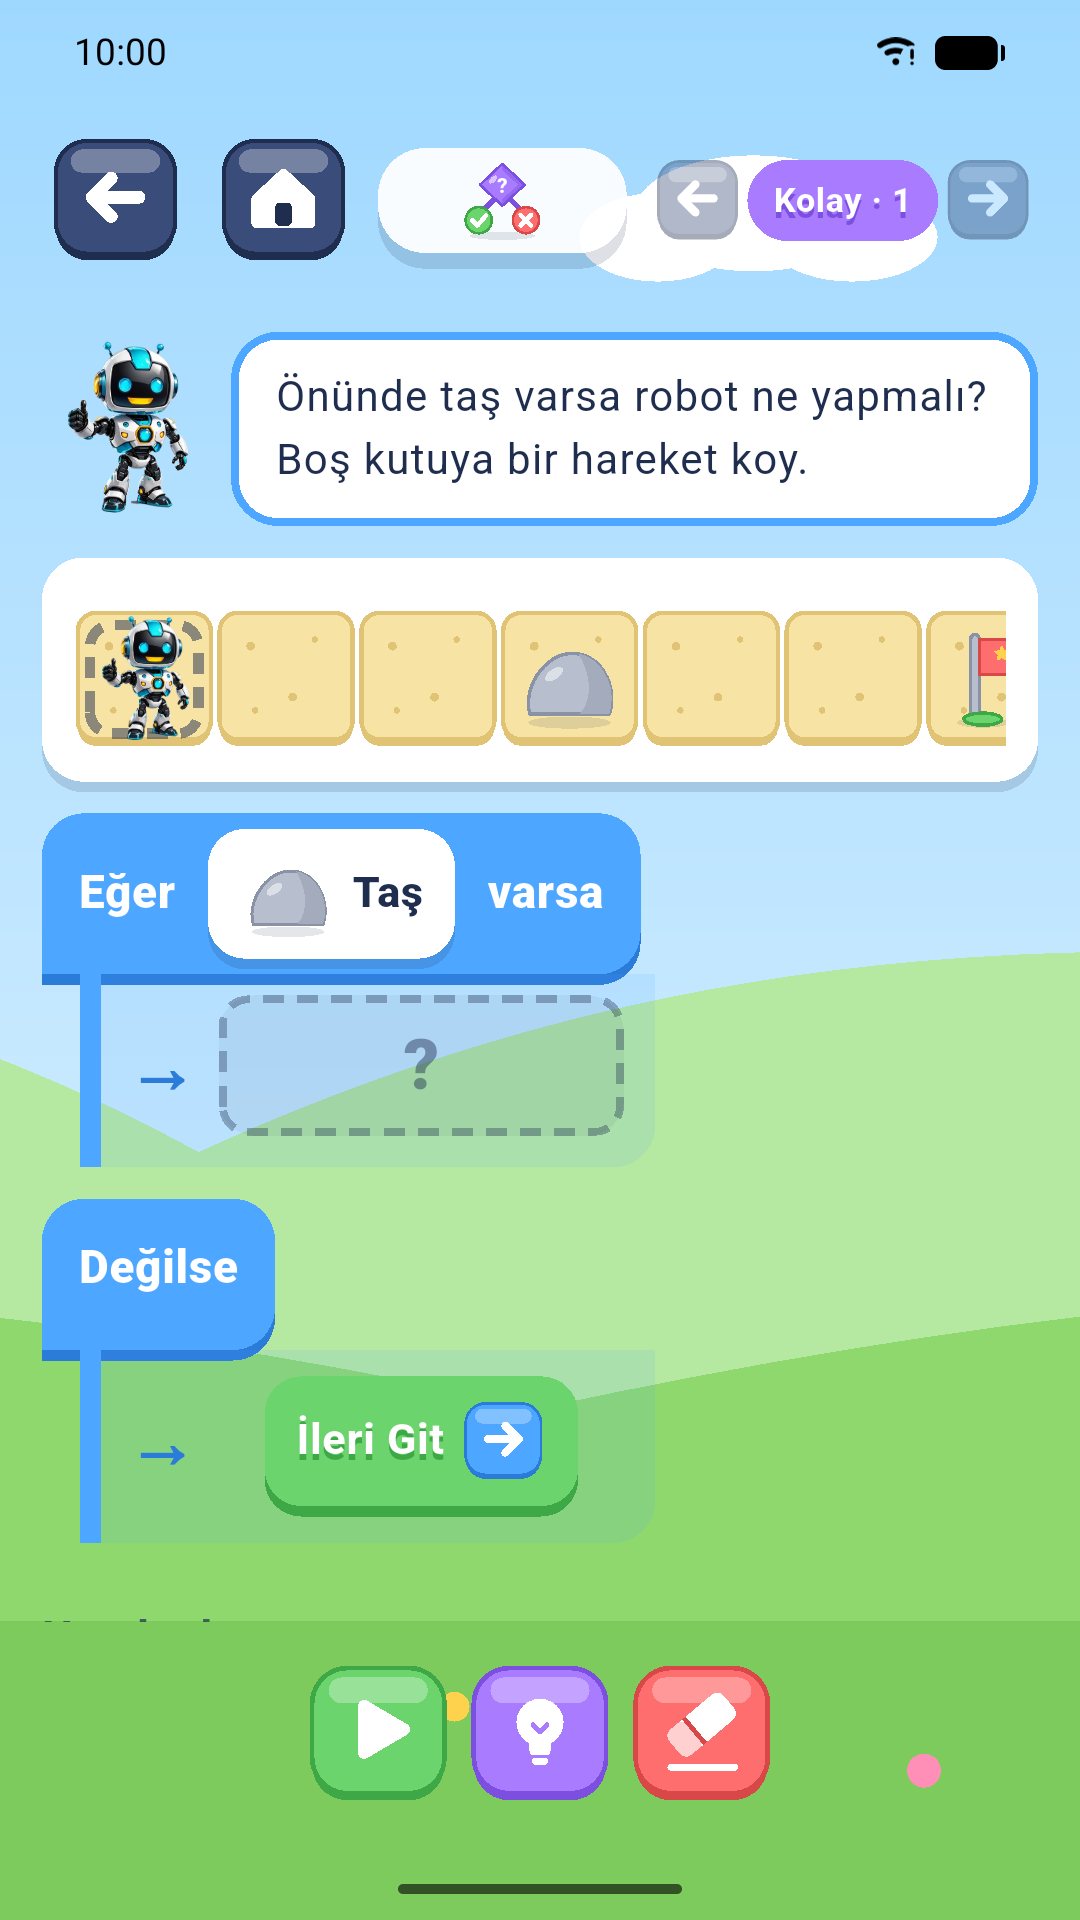 10:00
Kolay · 1
Önünde taş varsa robot ne yapmalı?
Boş kutuya bir hareket koy.
Eğer Taş varsa
→ ?
Değilse
→ İleri Git